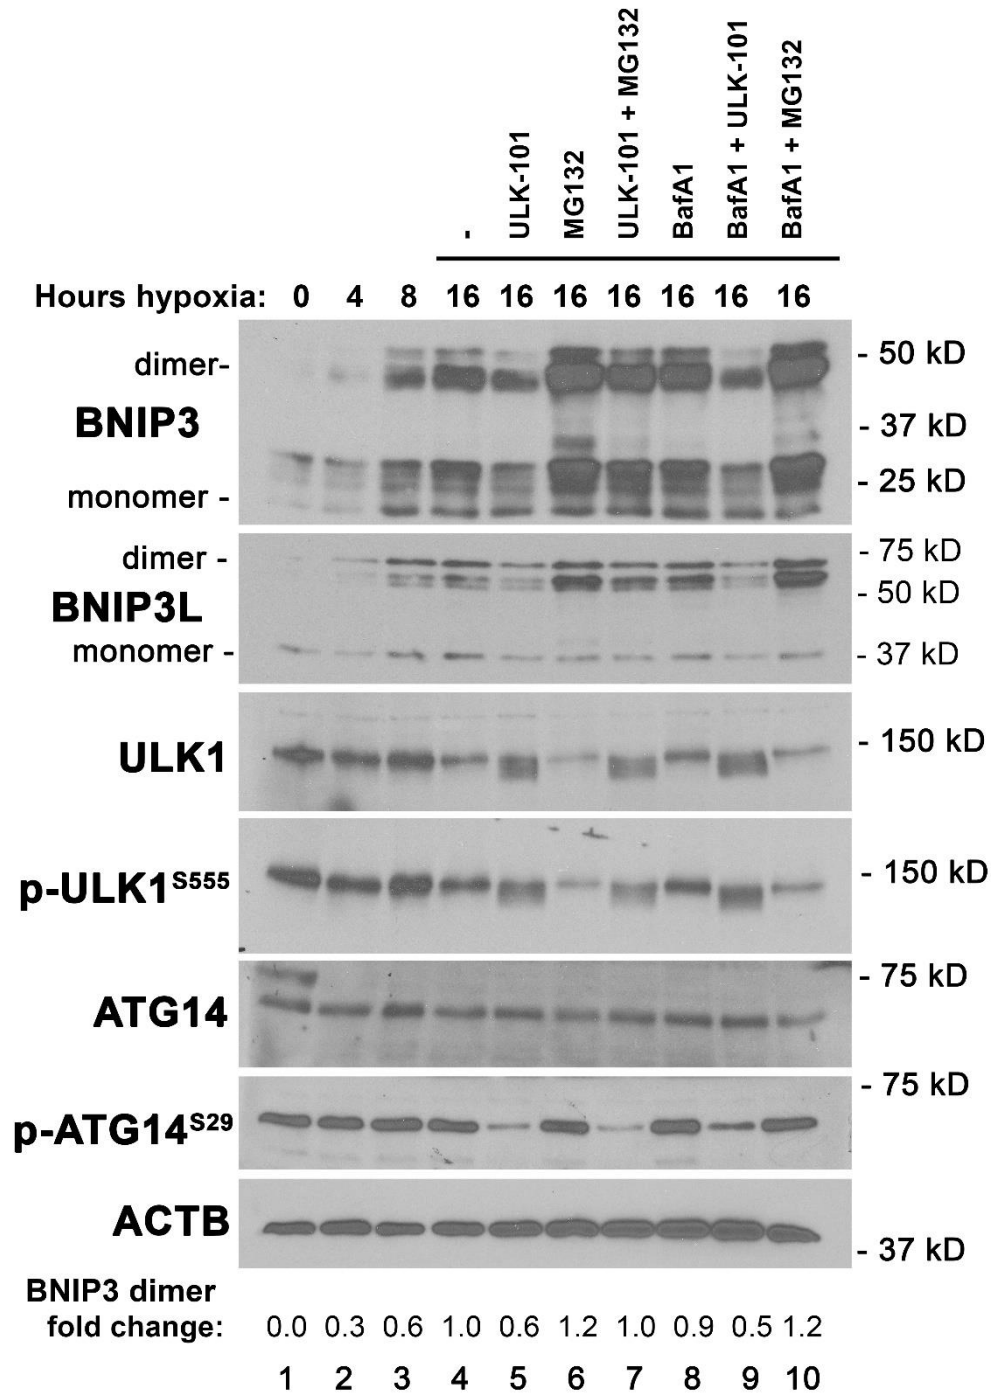 - ULK-101 MG132 ULK-101 + MG132 BafA1 BafA1 + ULK-101 BafA1 + MG132
Hours hypoxia: 0 4 8 16 16 16 16 16 16 16
dimer- - 50 kD
BNIP3 - 37 kD
monomer - - 25 kD
dimer - - 75 kD
BNIP3L - 50 kD
monomer - - 37 kD
ULK1 - 150 kD
p-ULK1S555 - 150 kD
ATG14 - 75 kD
p-ATG14S29 - 75 kD
ACTB - 37 kD
BNIP3 dimer
fold change: 0.0 0.3 0.6 1.0 0.6 1.2 1.0 0.9 0.5 1.2
1 2 3 4 5 6 7 8 9 10